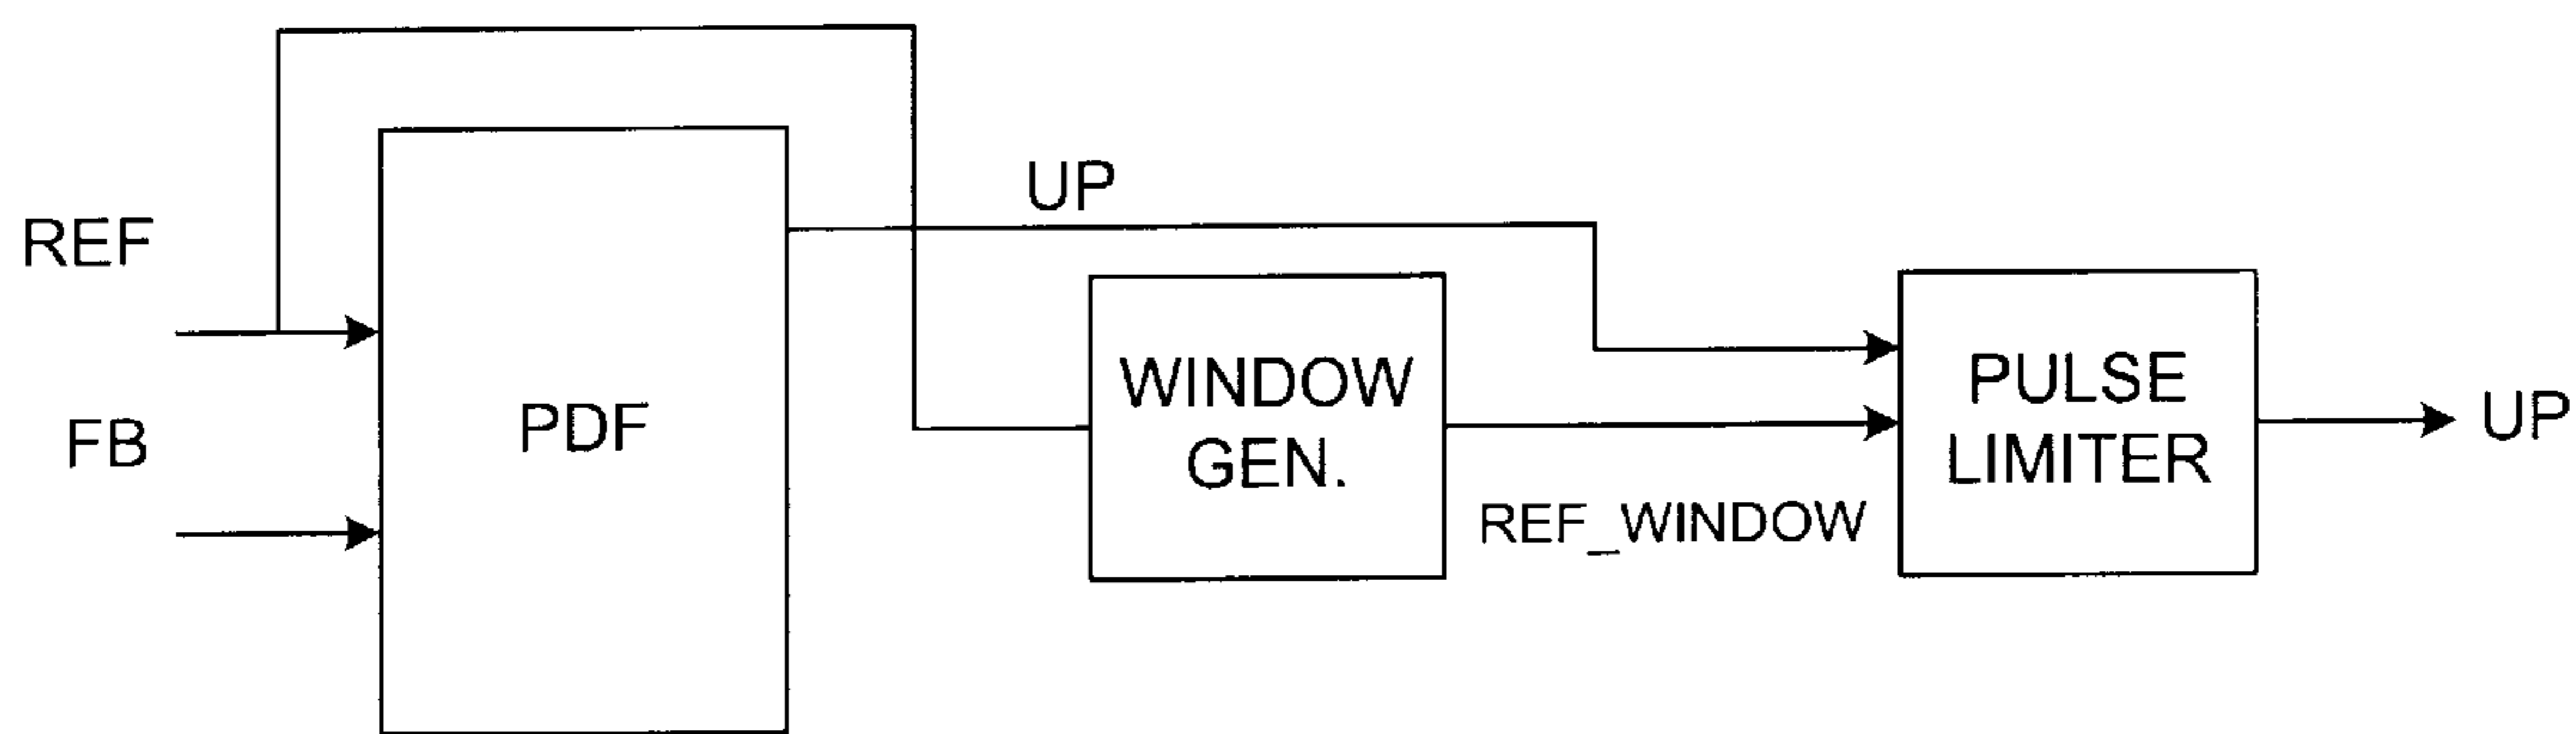 REF
FB
PDF
UP
WINDOW
GEN.
REF_WINDOW
PULSE
LIMITER
UP